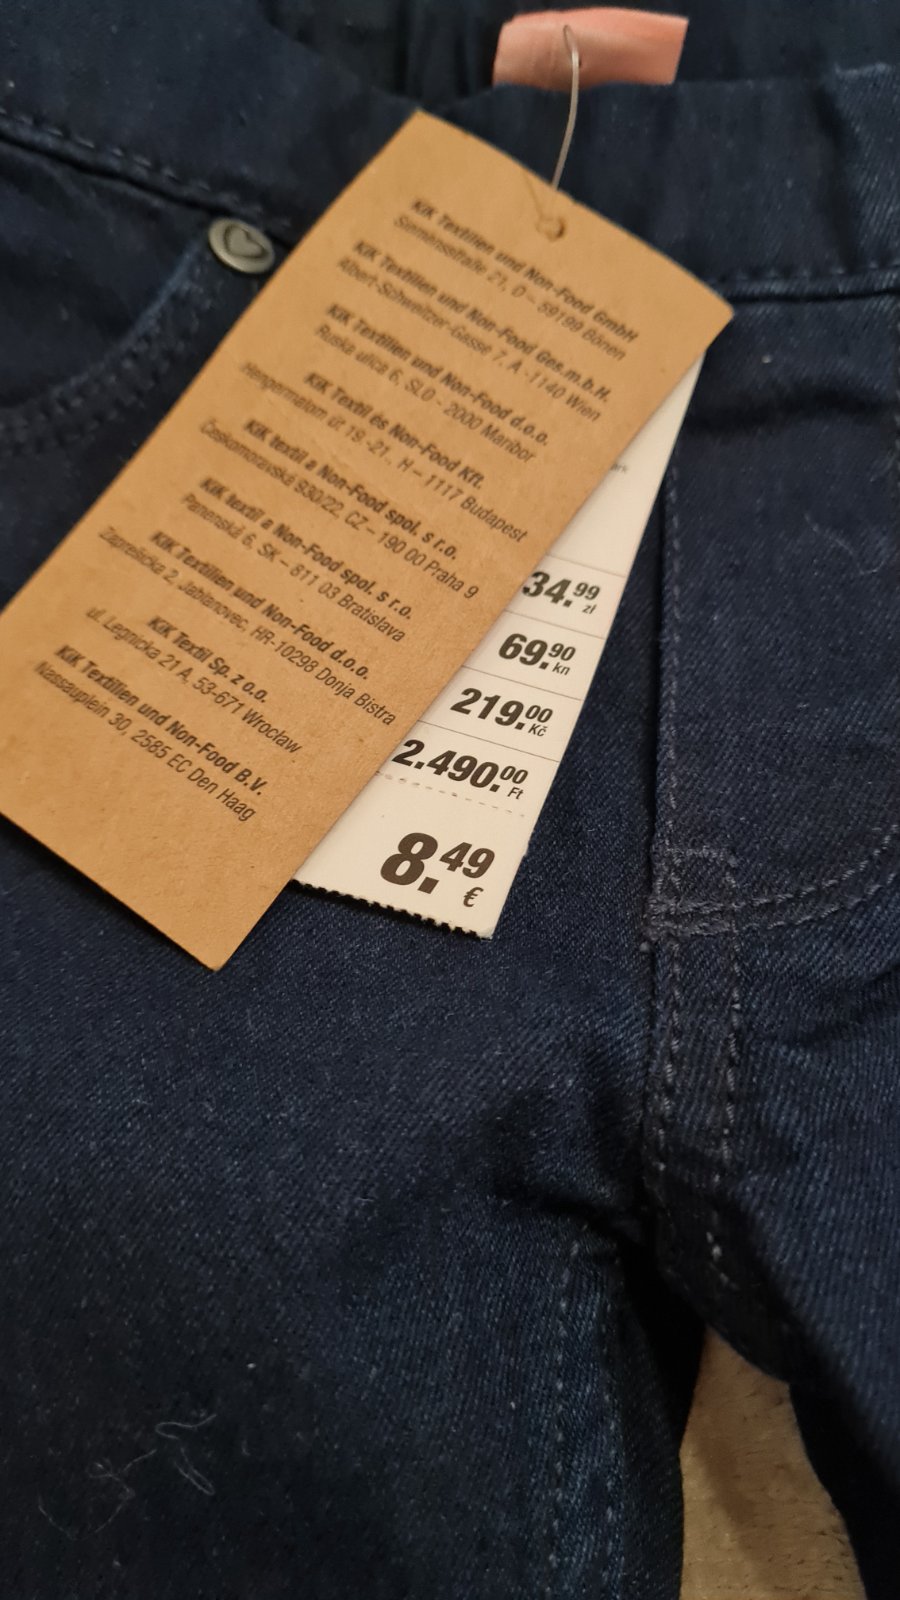 KiK Textilien und Non-Food GmbH
Siemensstraße 21, D – 59199 Bönen
KiK Textilien und Non-Food Ges.m.b.H.
Albert-Schweitzer-Gasse 7, A -1140 Wien
KiK Textilien und Non-Food d.o.o.
Ruska ulica 6, SLO - 2000 Maribor
KiK Textil és Non-Food Kft.
Hengermalom út 19 -21., H – 1117 Budapest
KiK textil a Non-Food spol. s r.o.
Českomoravská 930/22, CZ – 190 00 Praha 9
KiK textil a Non-Food spol. s r.o.
Panenská 6, SK – 811 03 Bratislava
KiK Textilien und Non-Food d.o.o.
Zaprešićka 2, Jablanovec, HR-10298 Donja Bistra
KiK Textil Sp. z o.o.
ul. Legnicka 21 A, 53-671 Wrocław
KiK Textilien und Non-Food B.V.
Nassauplein 30, 2585 EC Den Haag
34.99 zł
69.90 kn
219.00 Kč
2.490.00 Ft
8.49 €